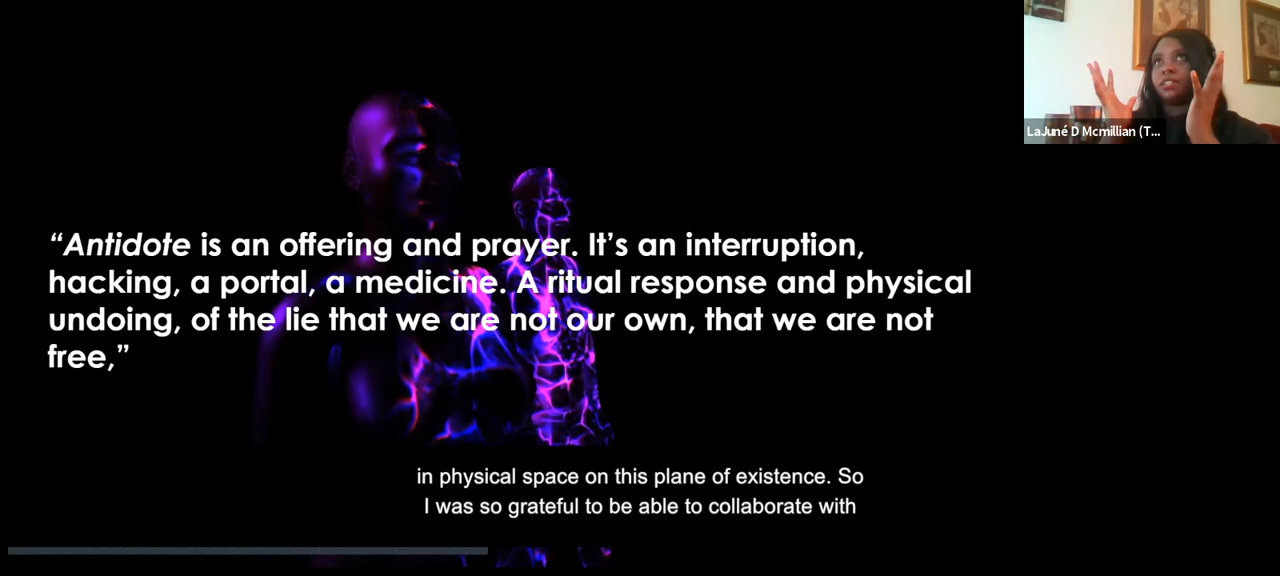 “Antidote is an offering and prayer. It’s an interruption,
hacking, a portal, a medicine. A ritual response and physical
undoing, of the lie that we are not our own, that we are not
free,”
LaJuné D Mcmillian (T...
in physical space on this plane of existence. So
I was so grateful to be able to collaborate with